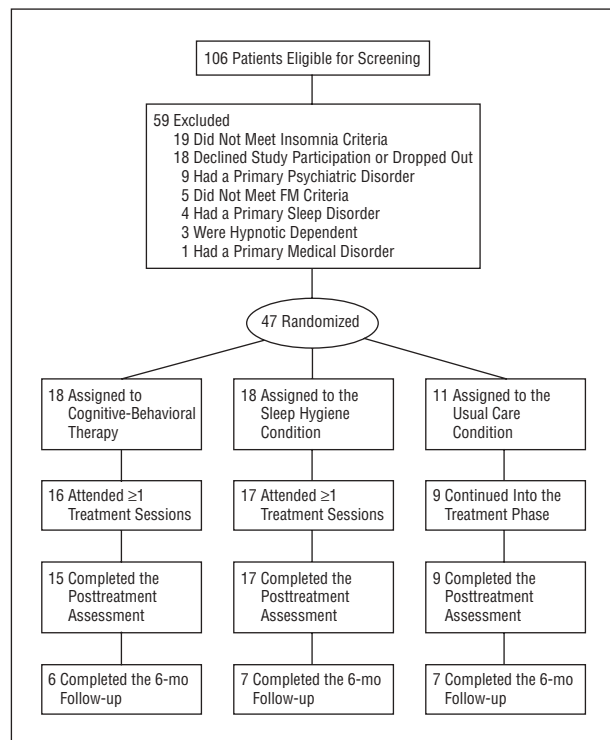 106 Patients Eligible for Screening
59 Excluded
19 Did Not Meet Insomnia Criteria
18 Declined Study Participation or Dropped Out
9 Had a Primary Psychiatric Disorder
5 Did Not Meet FM Criteria
4 Had a Primary Sleep Disorder
3 Were Hypnotic Dependent
1 Had a Primary Medical Disorder
47 Randomized
18 Assigned to
Cognitive-Behavioral
Therapy
18 Assigned to the
Sleep Hygiene
Condition
11 Assigned to the
Usual Care
Condition
16 Attended ≥1
Treatment Sessions
17 Attended ≥1
Treatment Sessions
9 Continued Into the
Treatment Phase
15 Completed the
Posttreatment
Assessment
17 Completed the
Posttreatment
Assessment
9 Completed the
Posttreatment
Assessment
6 Completed the 6-mo
Follow-up
7 Completed the 6-mo
Follow-up
7 Completed the 6-mo
Follow-up